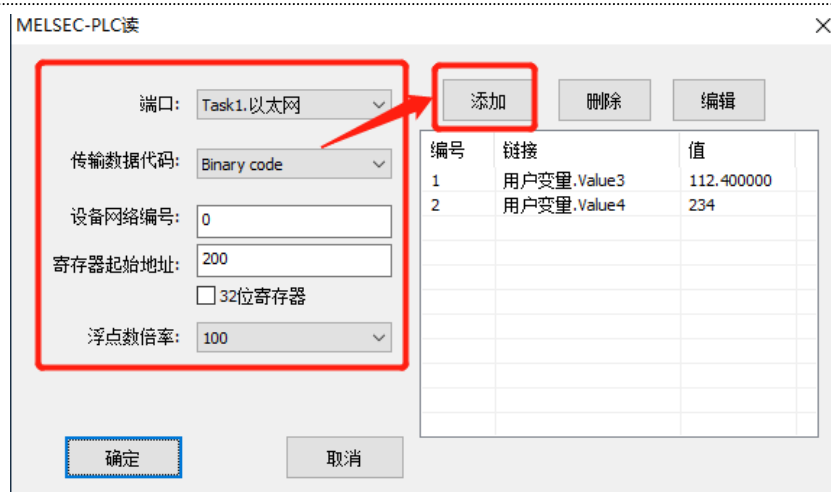 MELSEC-PLC读
端口: Task1.以太网
传输数据代码: Binary code
设备网络编号: 0
寄存器起始地址: 200
32位寄存器
浮点数倍率: 100
确定 取消
添加 删除 编辑
编号 链接 值
1 用户变量.Value3 112.400000
2 用户变量.Value4 234